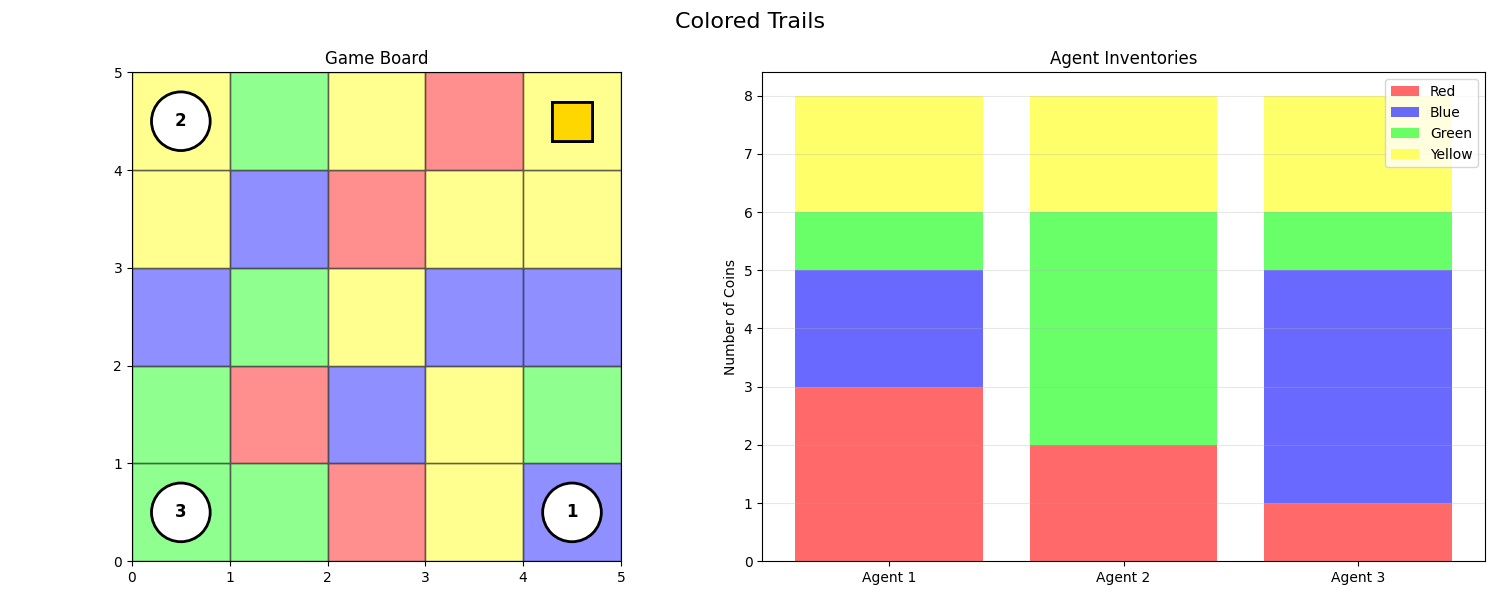 Colored Trails
Game Board
5
4
3
2
1
0
0 1 2 3 4 5
2
3
1
Agent Inventories
Number of Coins
8
7
6
5
4
3
2
1
0
Agent 1 Agent 2 Agent 3
Red
Blue
Green
Yellow